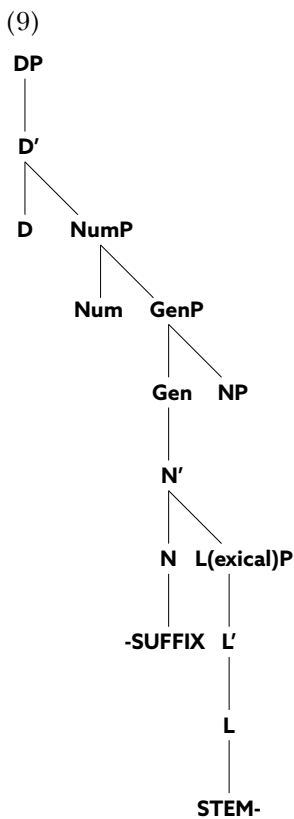 (9)
DP
D'
D NumP
Num GenP
Gen NP
N'
N L(exical)P
-SUFFIX L'
L
STEM-